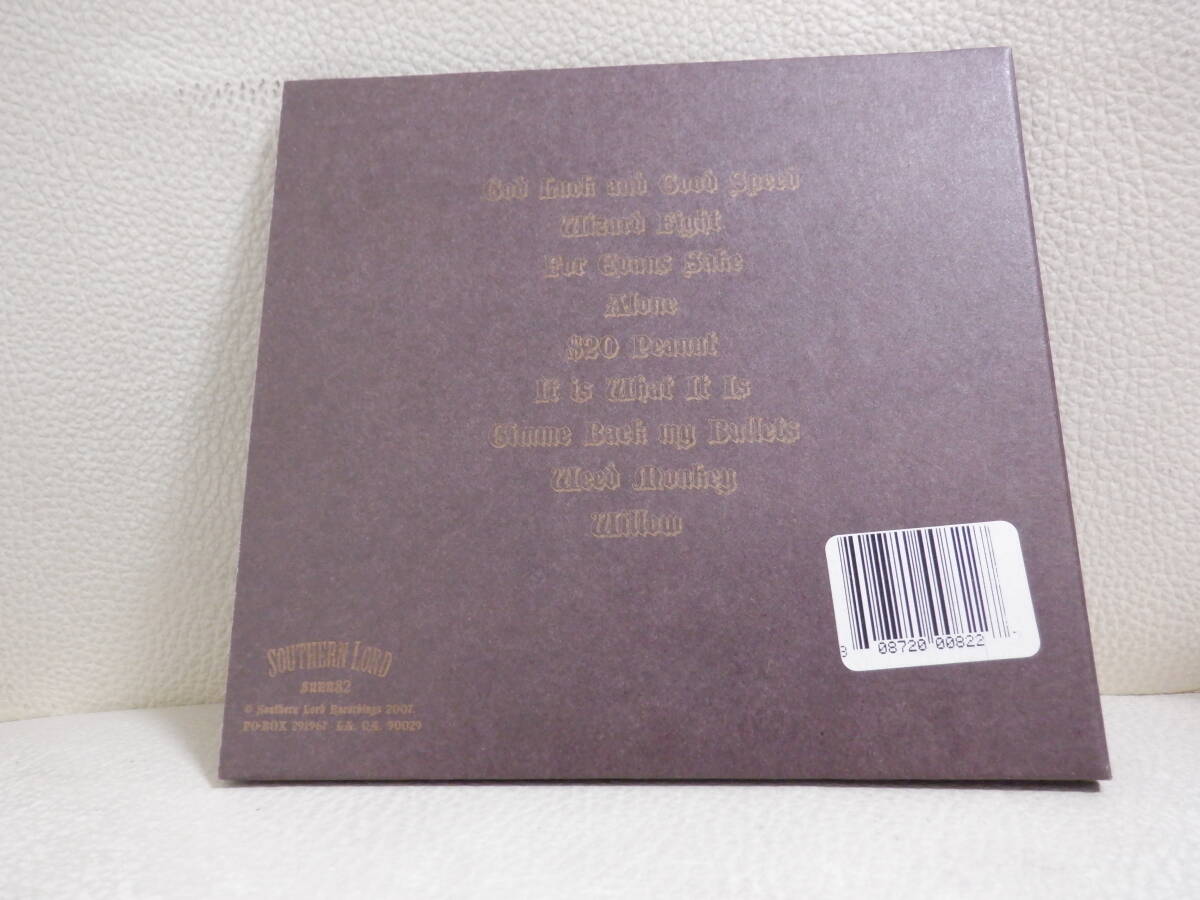 God Luck and Good Speed
Wizard Fight
For Evans Sake
Alone
$20 Peanut
It is What It Is
Gimme Back my Bullets
Weed Monkey
Willow
SOUTHERN LORD
sunn82
© Southern Lord Recordings 2007.
PO·BOX 291967 LA. CA. 90029
8 08720 00822